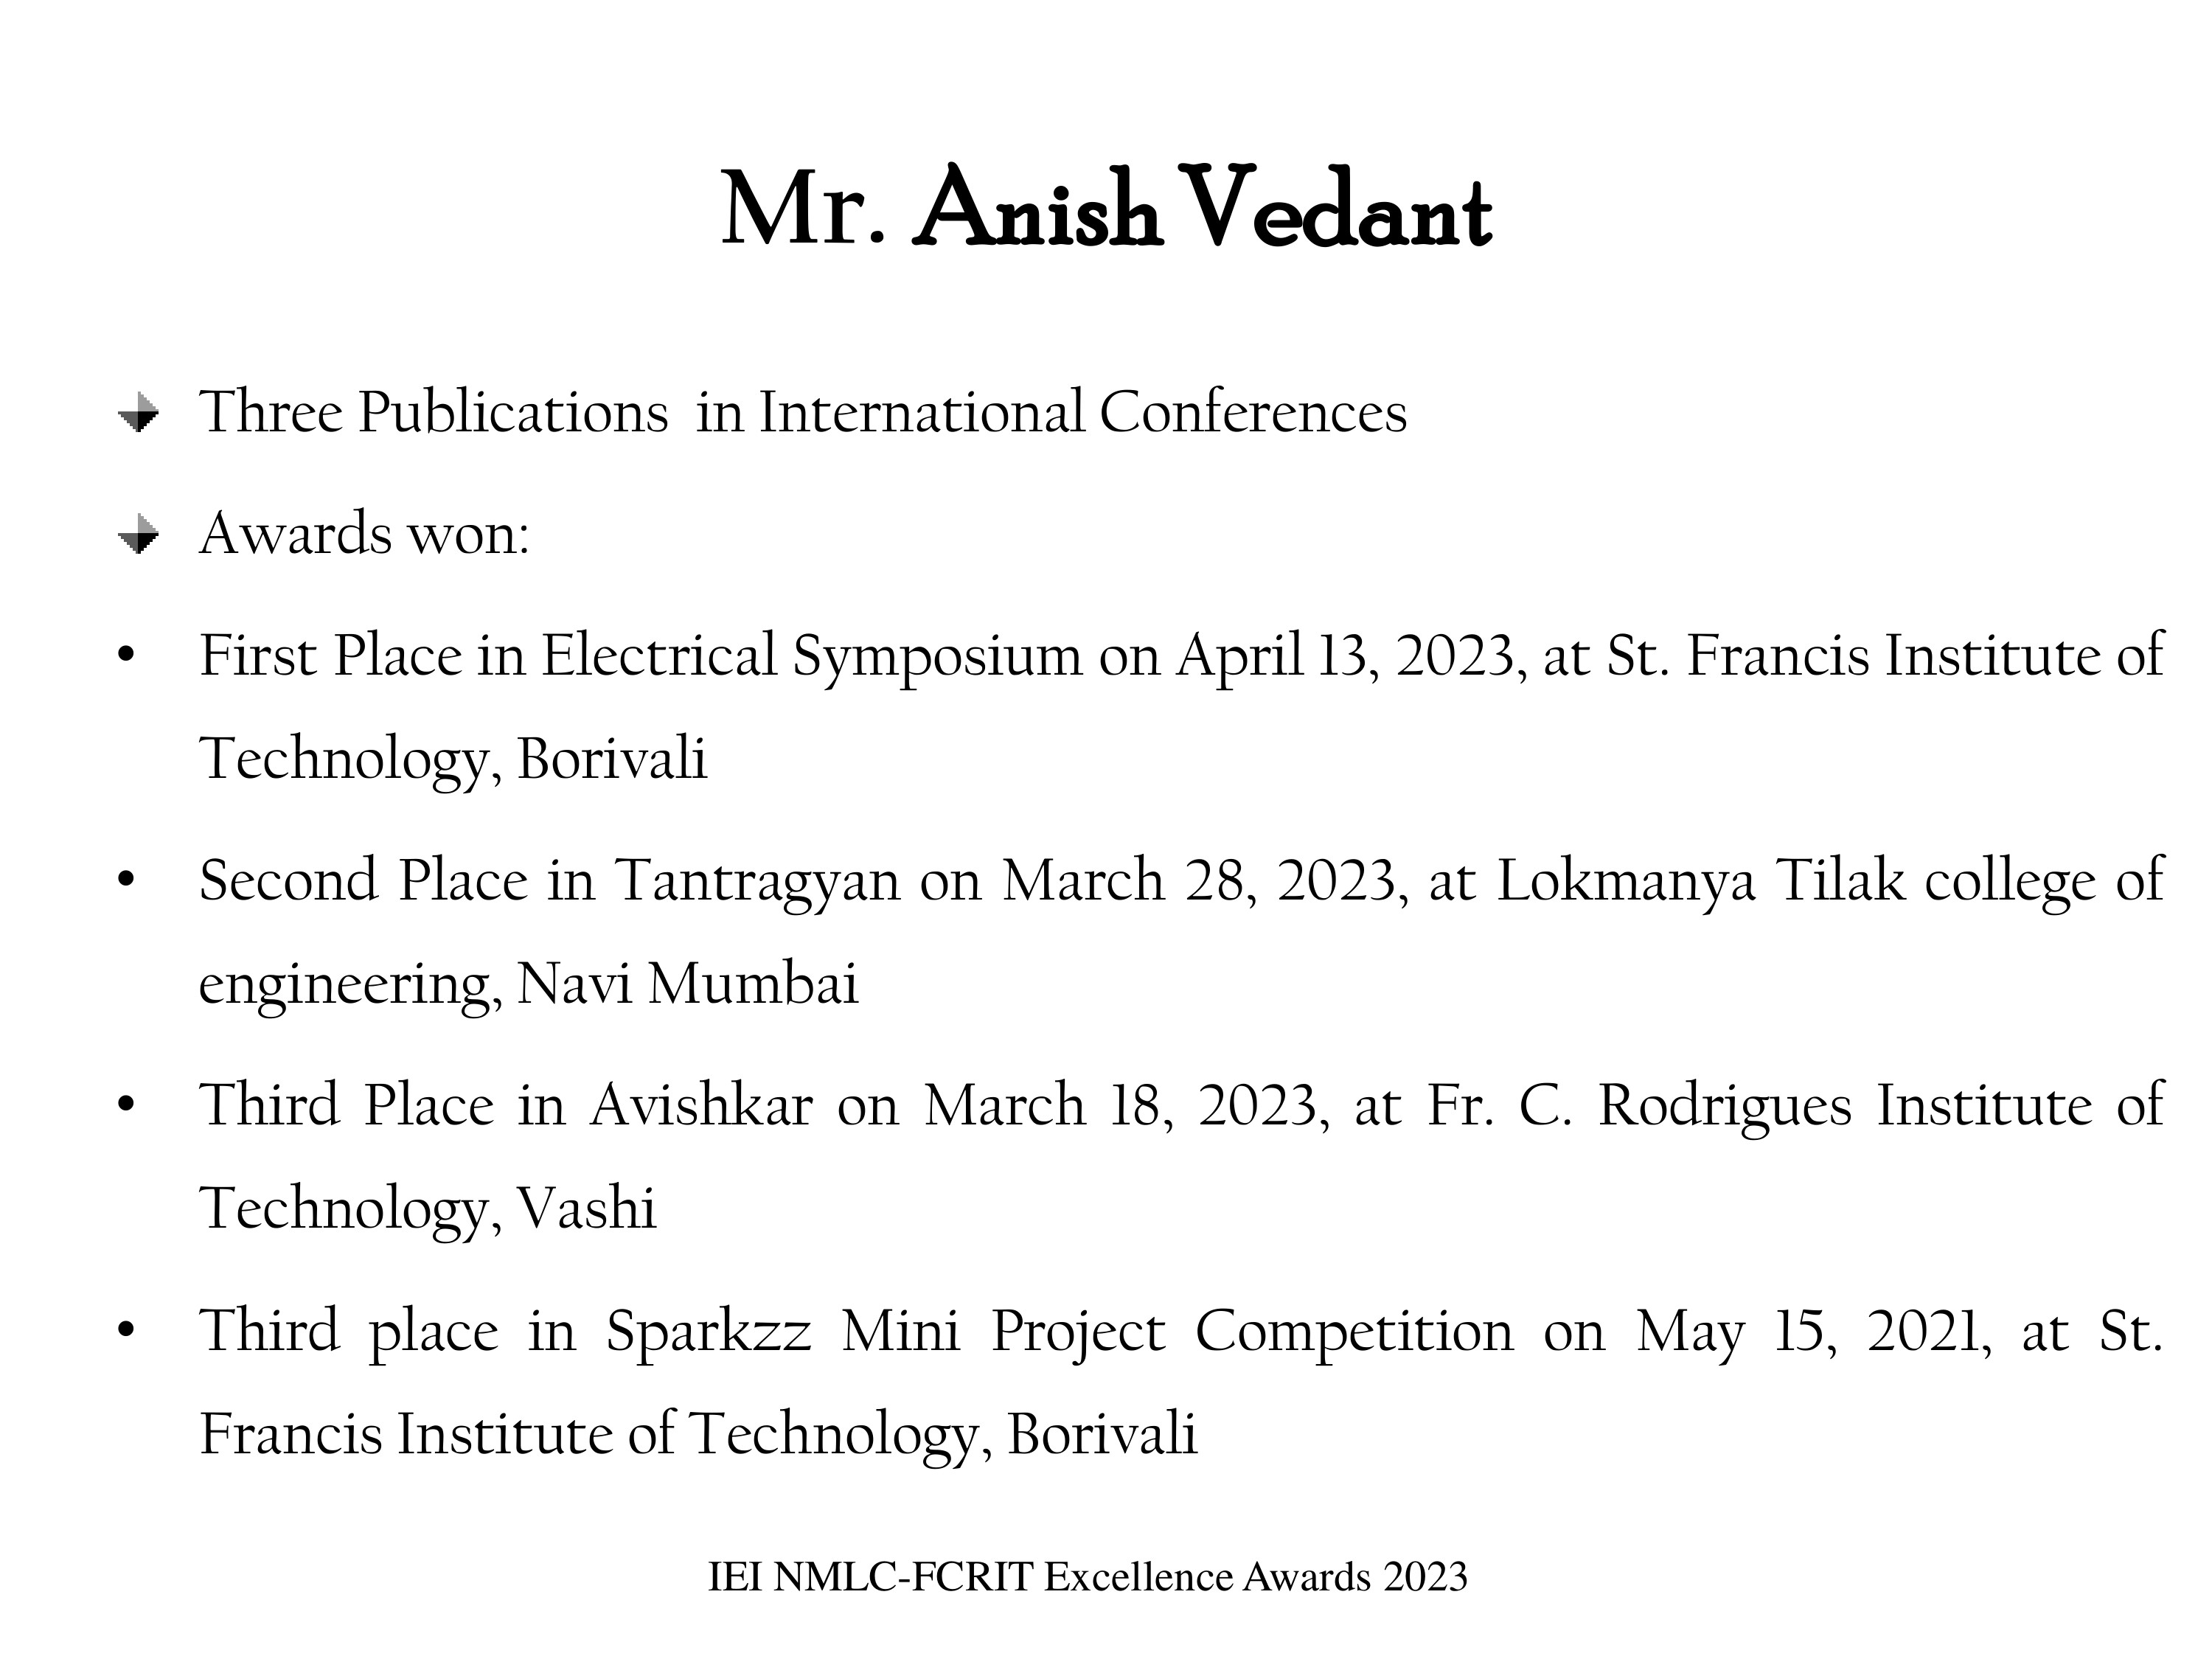 Mr. Anish Vedant
Three Publications in International Conferences
Awards won:
• First Place in Electrical Symposium on April 13, 2023, at St. Francis Institute of
Technology, Borivali
• Second Place in Tantragyan on March 28, 2023, at Lokmanya Tilak college of
engineering, Navi Mumbai
• Third Place in Avishkar on March 18, 2023, at Fr. C. Rodrigues Institute of
Technology, Vashi
• Third place in Sparkzz Mini Project Competition on May 15, 2021, at St.
Francis Institute of Technology, Borivali
IEI NMLC-FCRIT Excellence Awards 2023